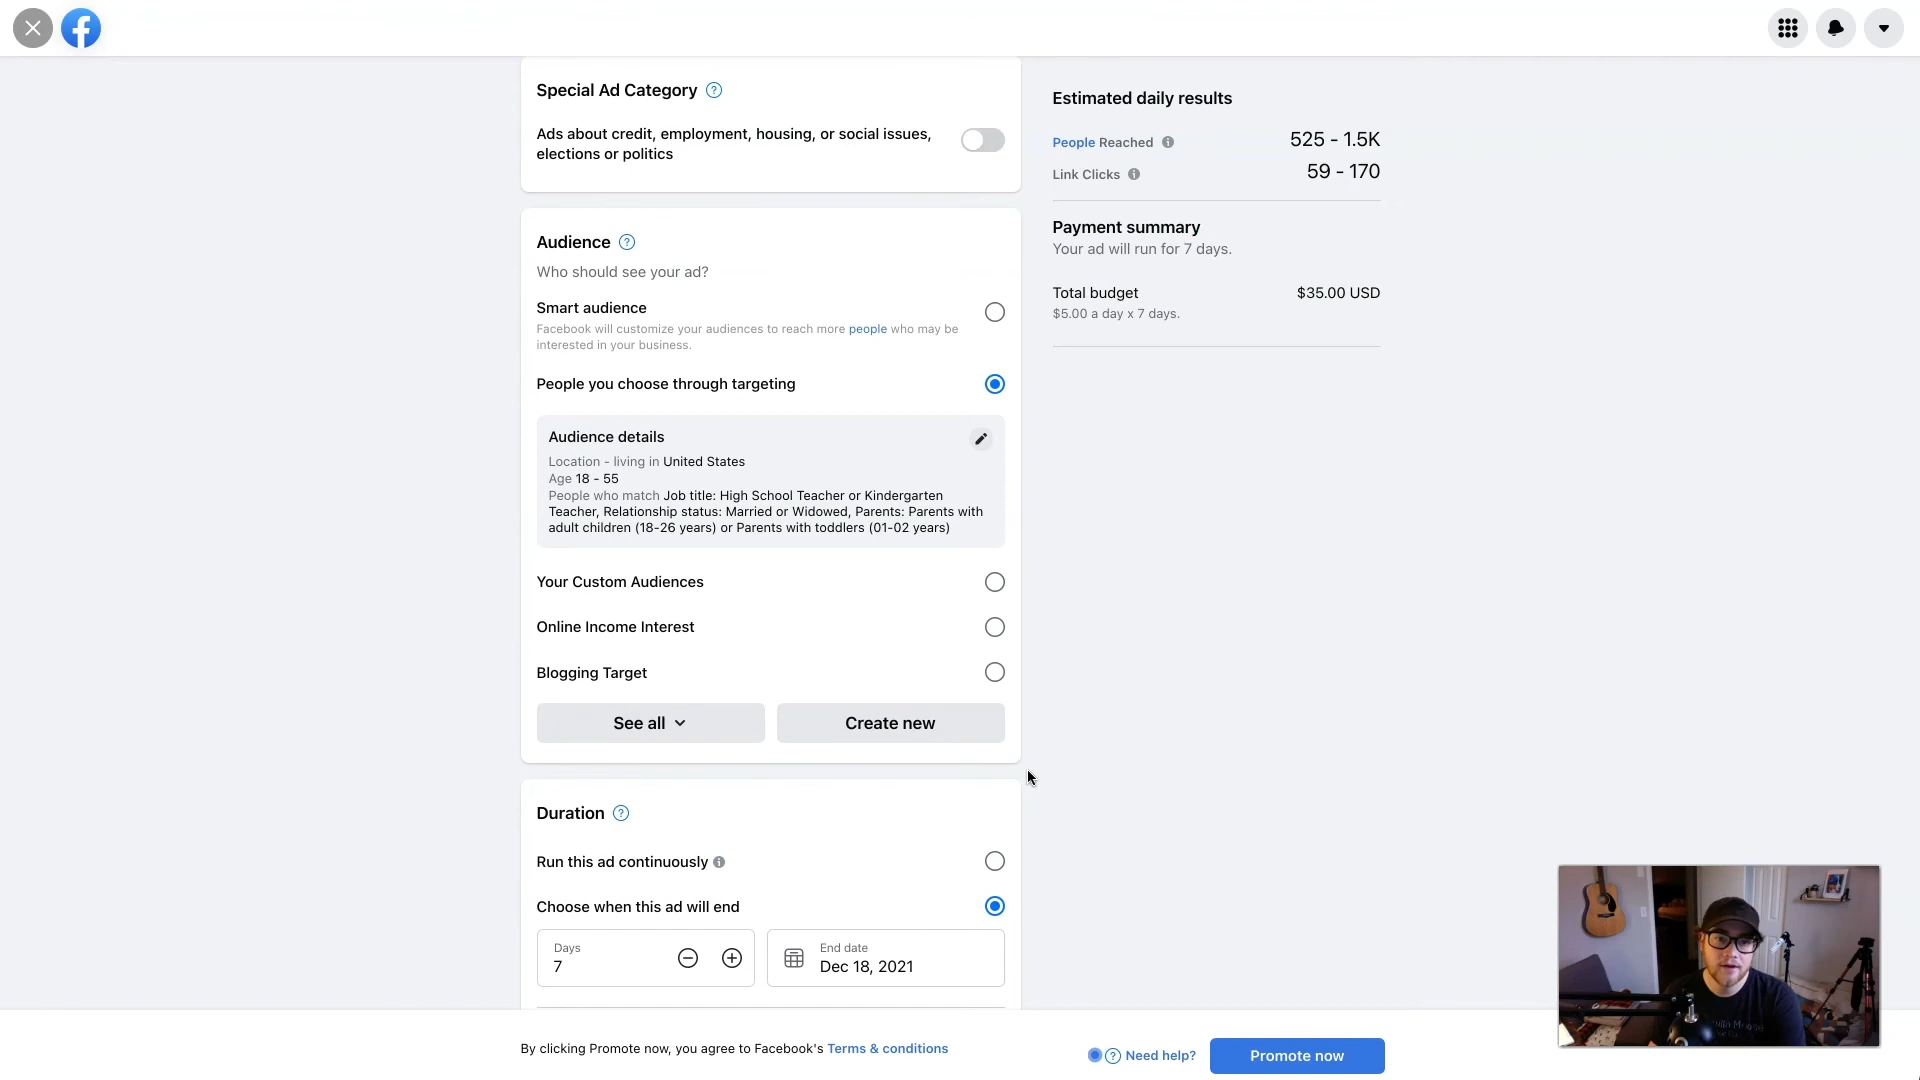 Special Ad Category
Ads about credit, employment, housing, or social issues,
elections or politics
Audience
Who should see your ad?
Smart audience
Facebook will customize your audiences to reach more people who may be
interested in your business.
People you choose through targeting
Audience details
Location - living in United States
Age 18 - 55
People who match Job title: High School Teacher or Kindergarten
Teacher, Relationship status: Married or Widowed, Parents: Parents with
adult children (18-26 years) or Parents with toddlers (01-02 years)
Your Custom Audiences
Online Income Interest
Blogging Target
See all
Create new
Duration
Run this ad continuously
Choose when this ad will end
Days
7
End date
Dec 18, 2021
Estimated daily results
People Reached 525 - 1.5K
Link Clicks 59 - 170
Payment summary
Your ad will run for 7 days.
Total budget $35.00 USD
$5.00 a day x 7 days.
By clicking Promote now, you agree to Facebook's Terms & conditions
Need help?
Promote now